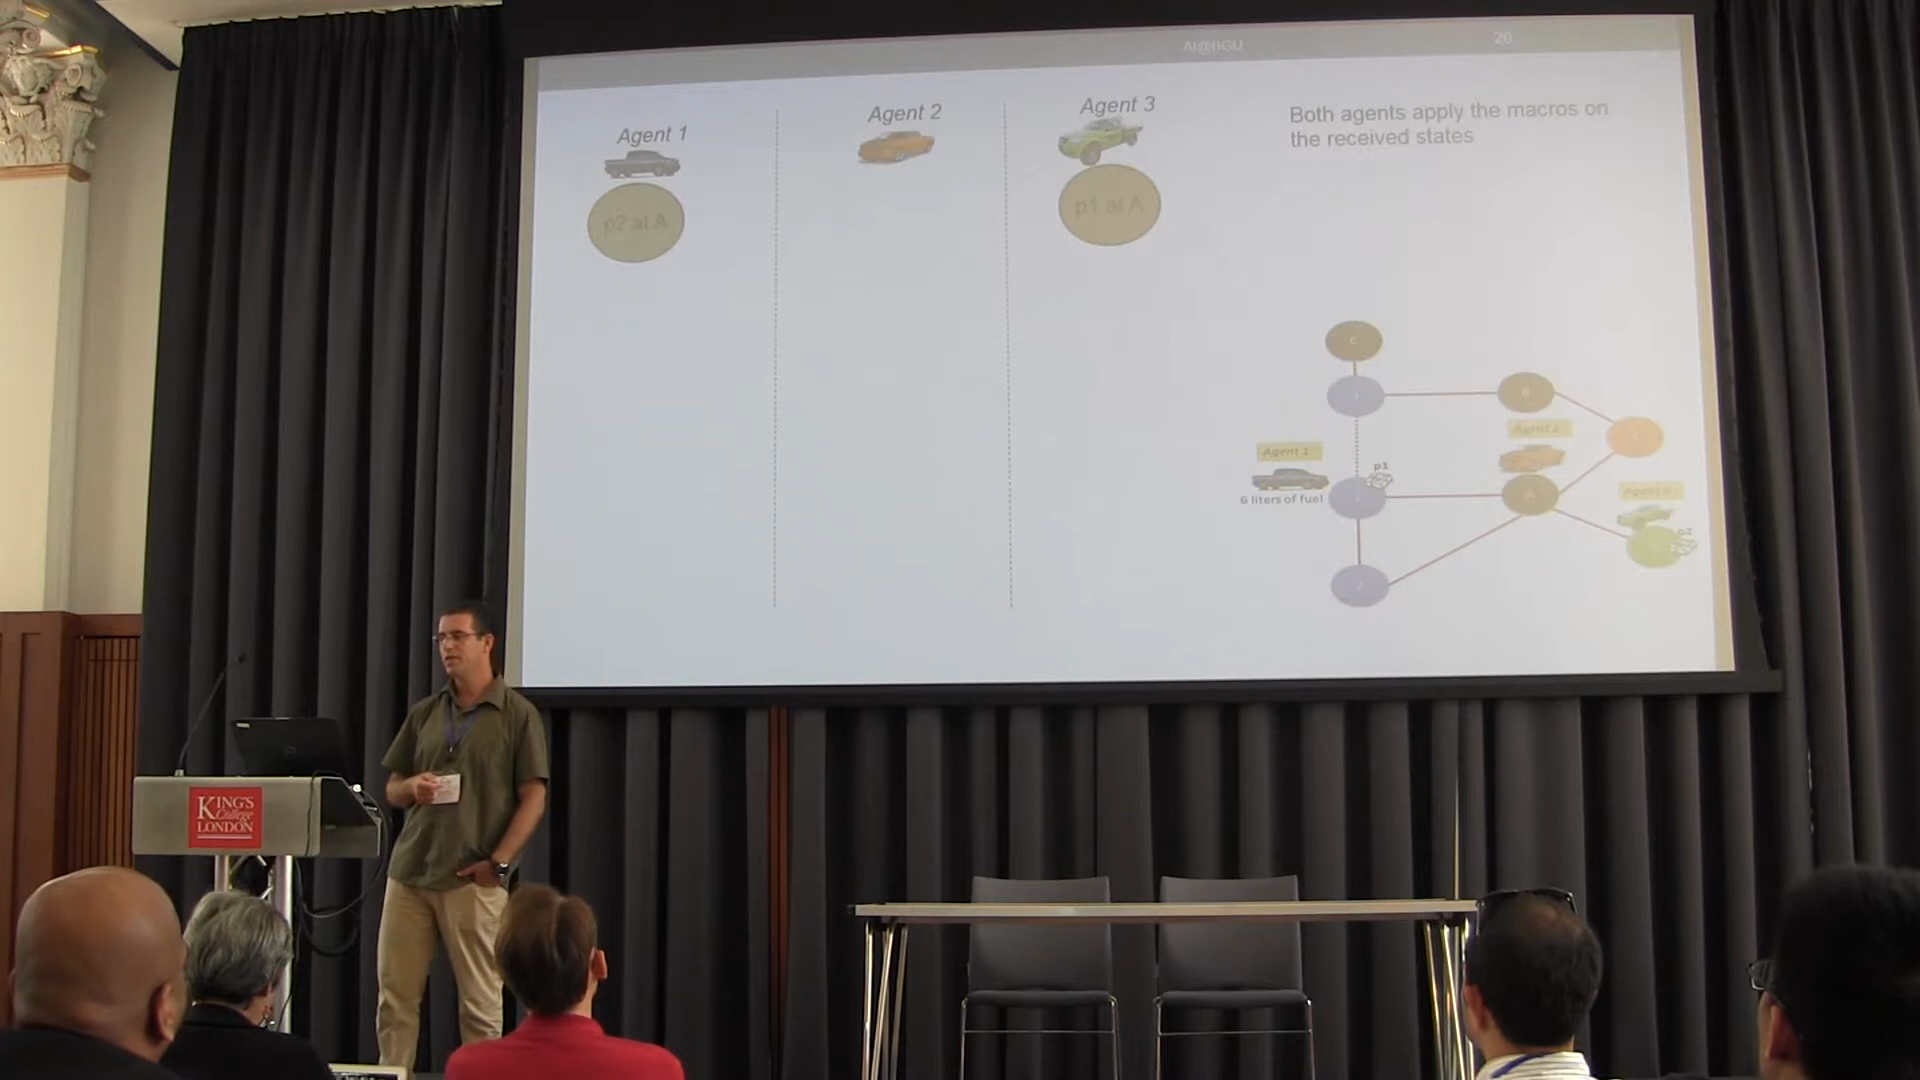 AI@BGU
20
Agent 1
Agent 2
Agent 3
Both agents apply the macros on
the received states
p2 at A
p1 at A
C
B
Agent 2
Agent 1
p1
6 liters of fuel
A
p2
KING'S
College
LONDON